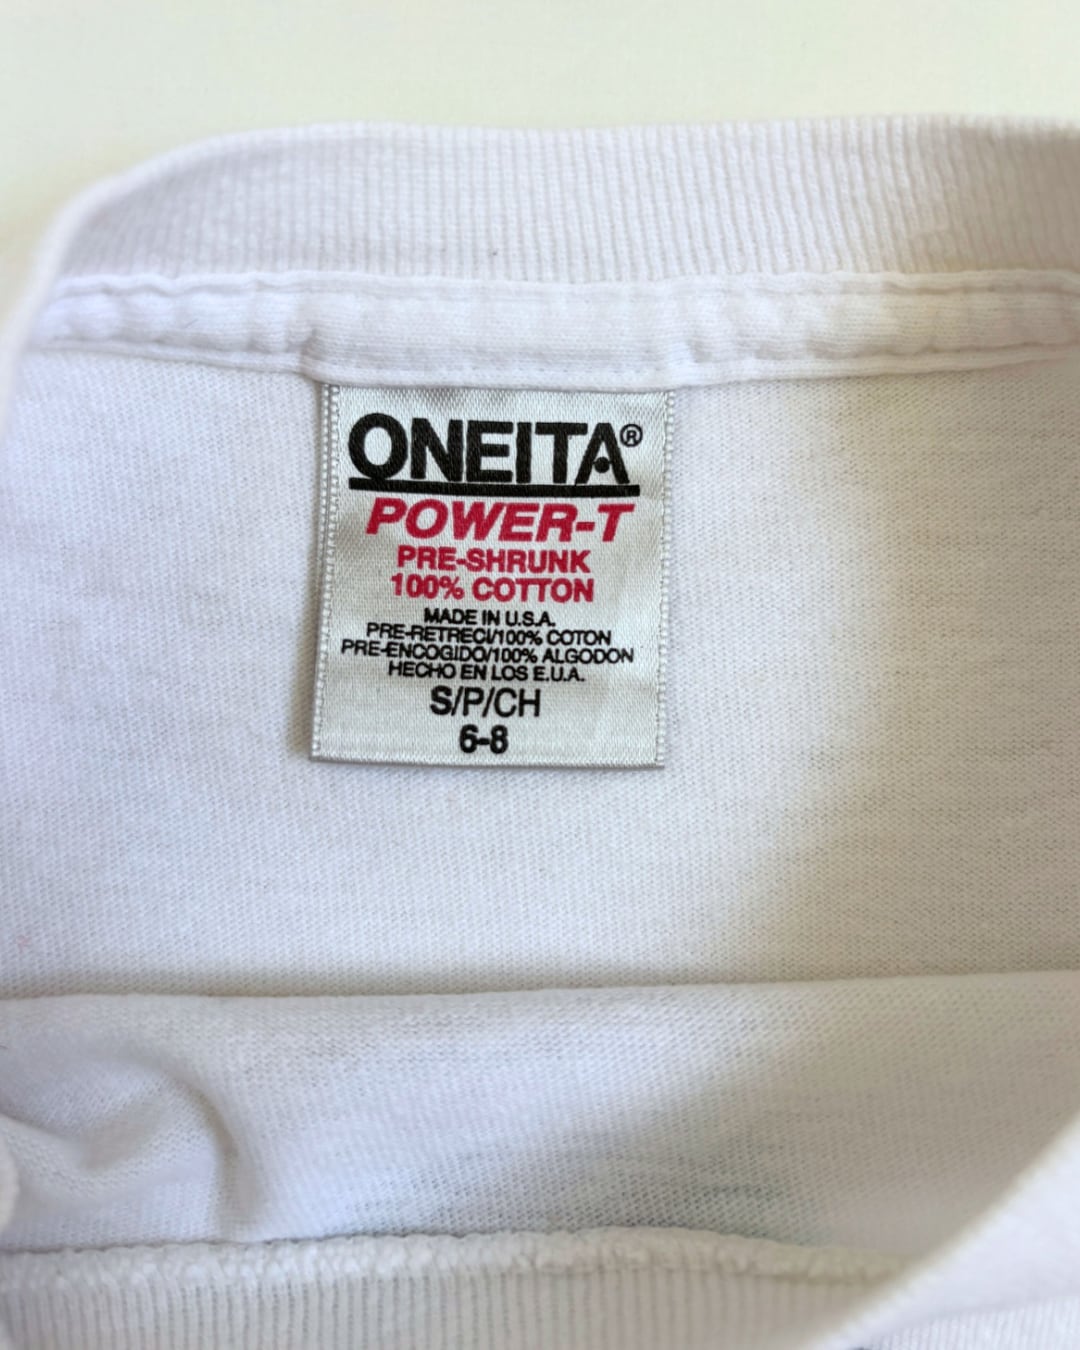 ONEITA®
POWER-T
PRE-SHRUNK
100% COTTON
MADE IN U.S.A.
PRE-RETRECI/100% COTON
PRE-ENCOGIDO/100% ALGODON
HECHO EN LOS E.U.A.
S/P/CH
6-8